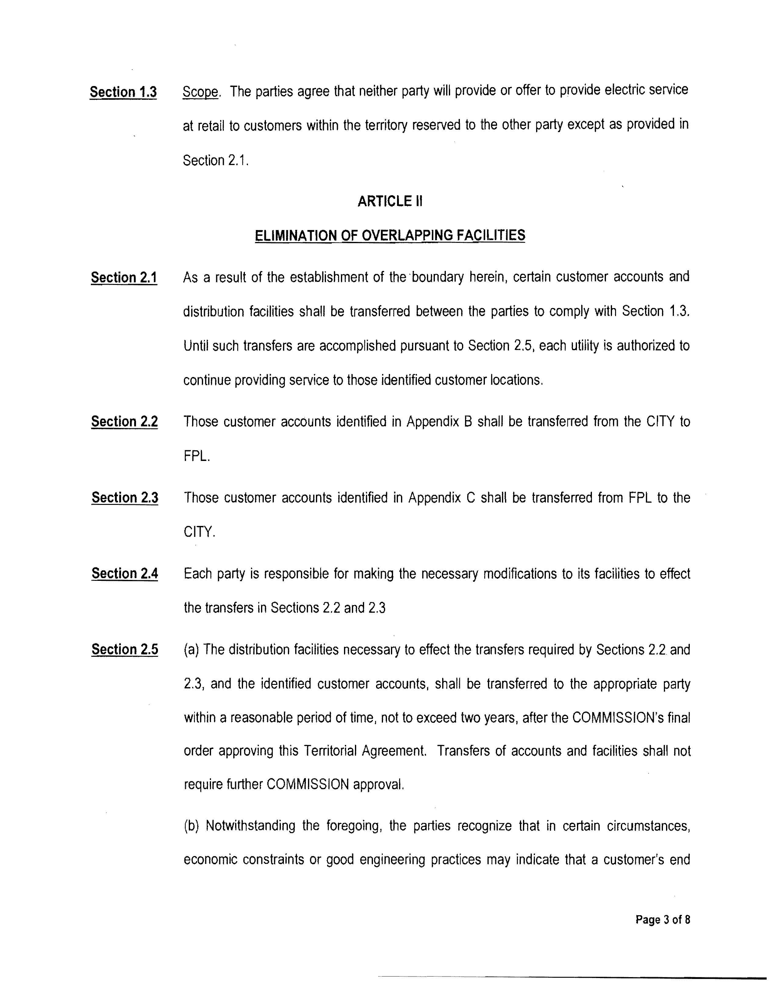 Section 1.3 Scope. The parties agree that neither party will provide or offer to provide electric service
at retail to customers within the territory reserved to the other party except as provided in
Section 2.1.
ARTICLE II
ELIMINATION OF OVERLAPPING FACILITIES
Section 2.1 As a result of the establishment of the boundary herein, certain customer accounts and
distribution facilities shall be transferred between the parties to comply with Section 1.3.
Until such transfers are accomplished pursuant to Section 2.5, each utility is authorized to
continue providing service to those identified customer locations.
Section 2.2 Those customer accounts identified in Appendix B shall be transferred from the CITY to
FPL.
Section 2.3 Those customer accounts identified in Appendix C shall be transferred from FPL to the
CITY.
Section 2.4 Each party is responsible for making the necessary modifications to its facilities to effect
the transfers in Sections 2.2 and 2.3
Section 2.5 (a) The distribution facilities necessary to effect the transfers required by Sections 2.2 and
2.3, and the identified customer accounts, shall be transferred to the appropriate party
within a reasonable period of time, not to exceed two years, after the COMMISSION's final
order approving this Territorial Agreement. Transfers of accounts and facilities shall not
require further COMMISSION approval.
(b) Notwithstanding the foregoing, the parties recognize that in certain circumstances,
economic constraints or good engineering practices may indicate that a customer's end
Page 3 of 8